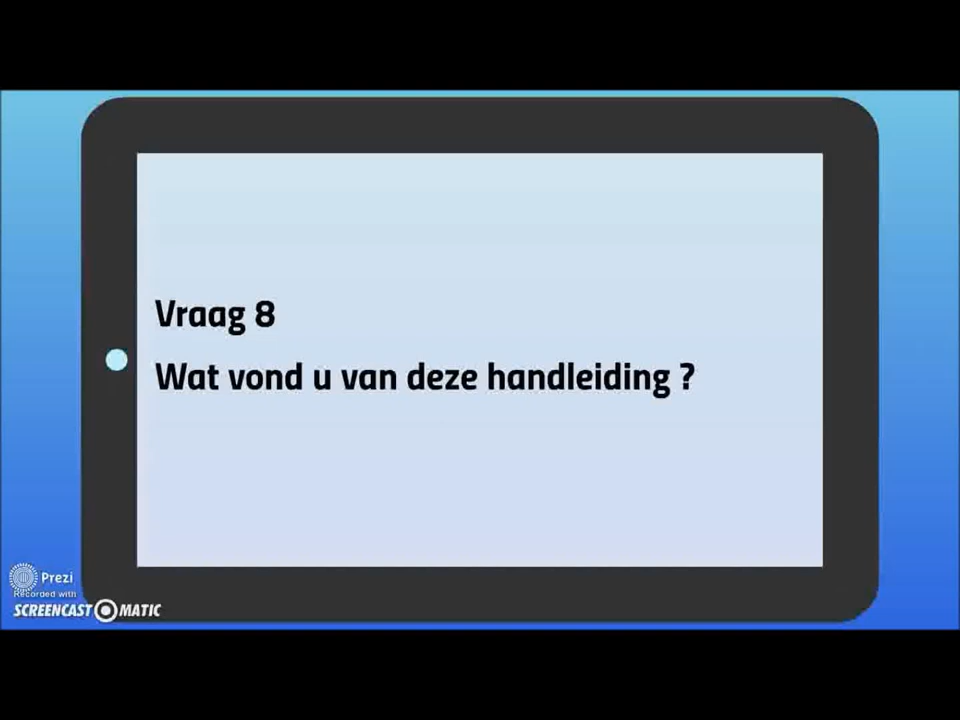 Vraag 8
Wat vond u van deze handleiding ?
Prezi
Recorded with
SCREENCAST MATIC